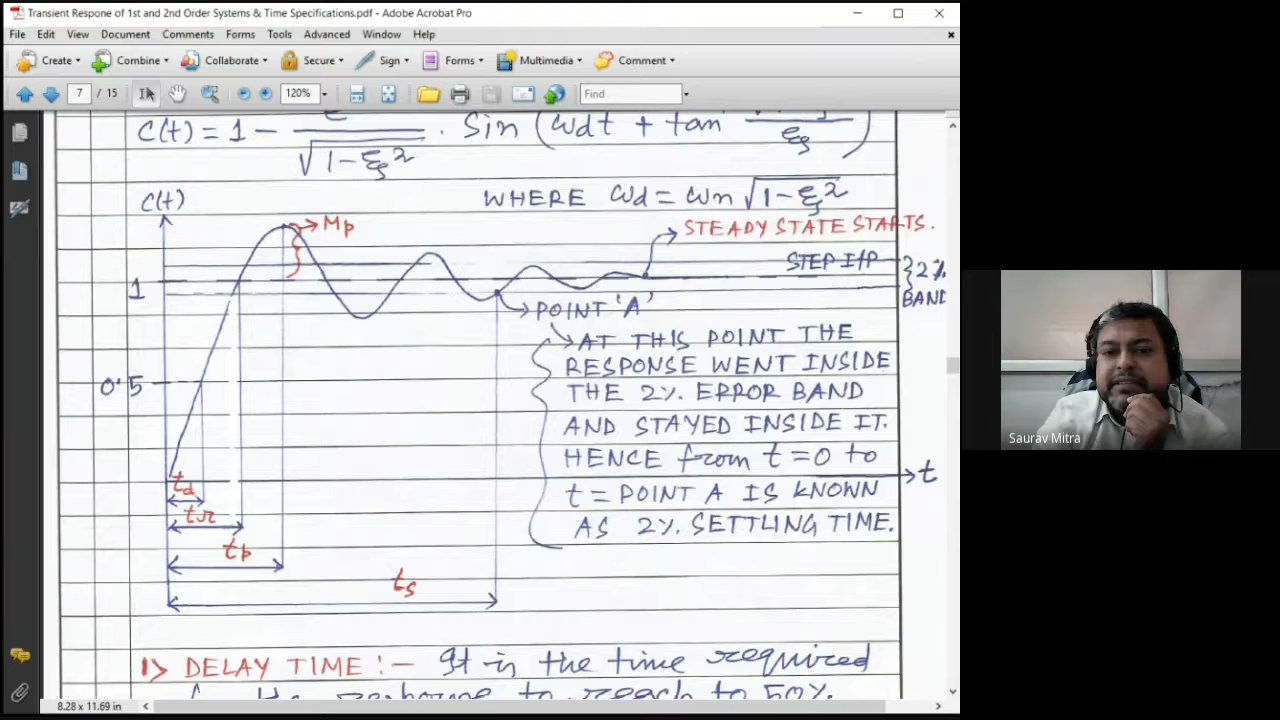 Transient Respone of 1st and 2nd Order Systems & Time Specifications.pdf - Adobe Acrobat Pro
File Edit View Document Comments Forms Tools Advanced Window Help
Create Combine Collaborate Secure Sign Forms Multimedia Comment
7 / 15 120% Find
C(t) = 1 - √1-ξ² . Sin (ωdt + tan ξ)
C(t)
WHERE ωd = ωn √1-ξ²
Mp
STEADY STATE STARTS.
STEP I/P
2%
BAND
1
POINT 'A'
AT THIS POINT THE
RESPONSE WENT INSIDE
0.5
THE 2% ERROR BAND
AND STAYED INSIDE IT.
HENCE from t = 0 to
t
t = POINT A IS KNOWN
AS 2% SETTLING TIME.
td
tr
tp
ts
1> DELAY TIME :- It is the time required
response to reach to 50%.
8.28 x 11.69 in
Saurav Mitra